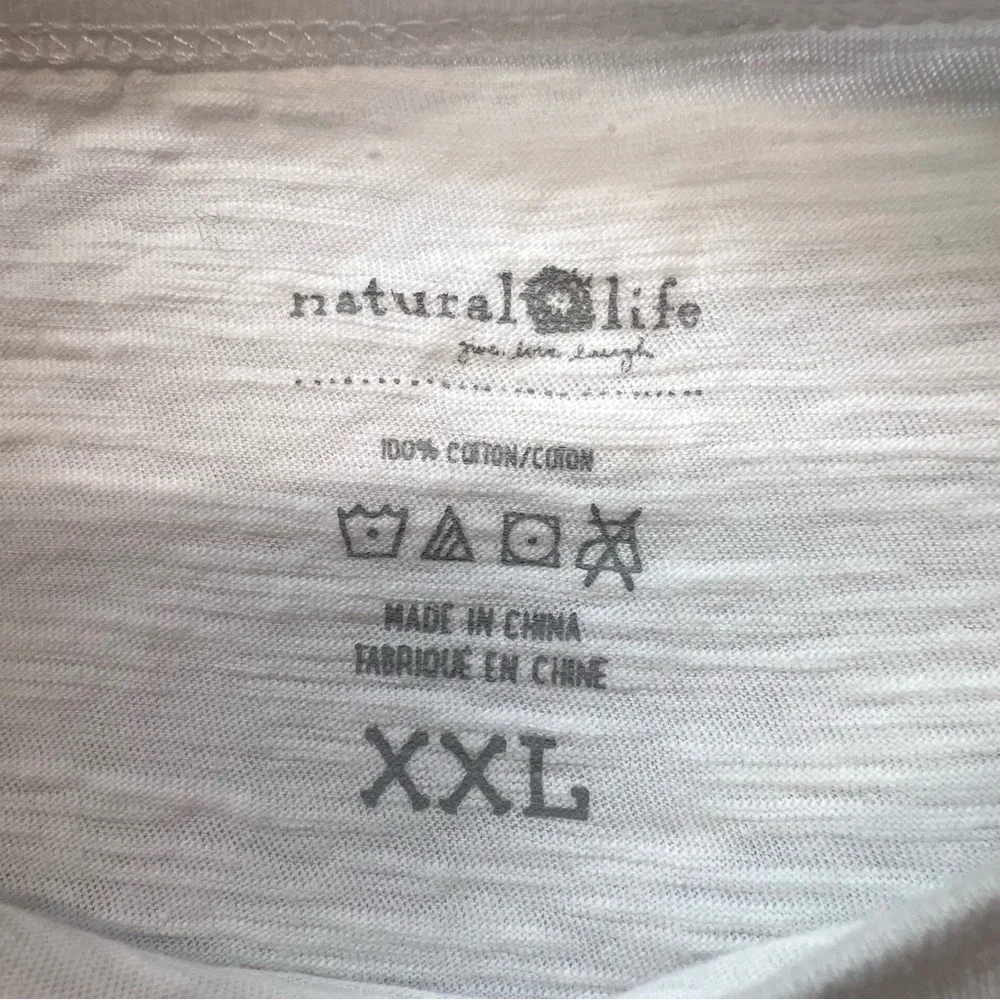 natural life
give. love. laugh.
100% COTTON/COTON
MADE IN CHINA
FABRIQUÉ EN CHINE
XXL